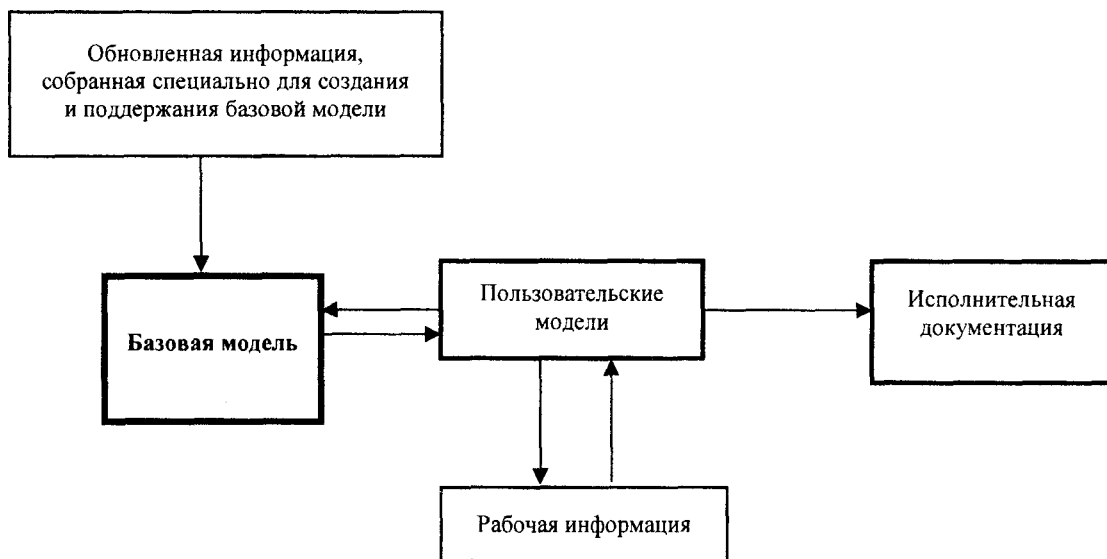 Обновленная информация,
собранная специально для создания
и поддержания базовой модели
Базовая модель
Пользовательские
модели
Исполнительная
документация
Рабочая информация